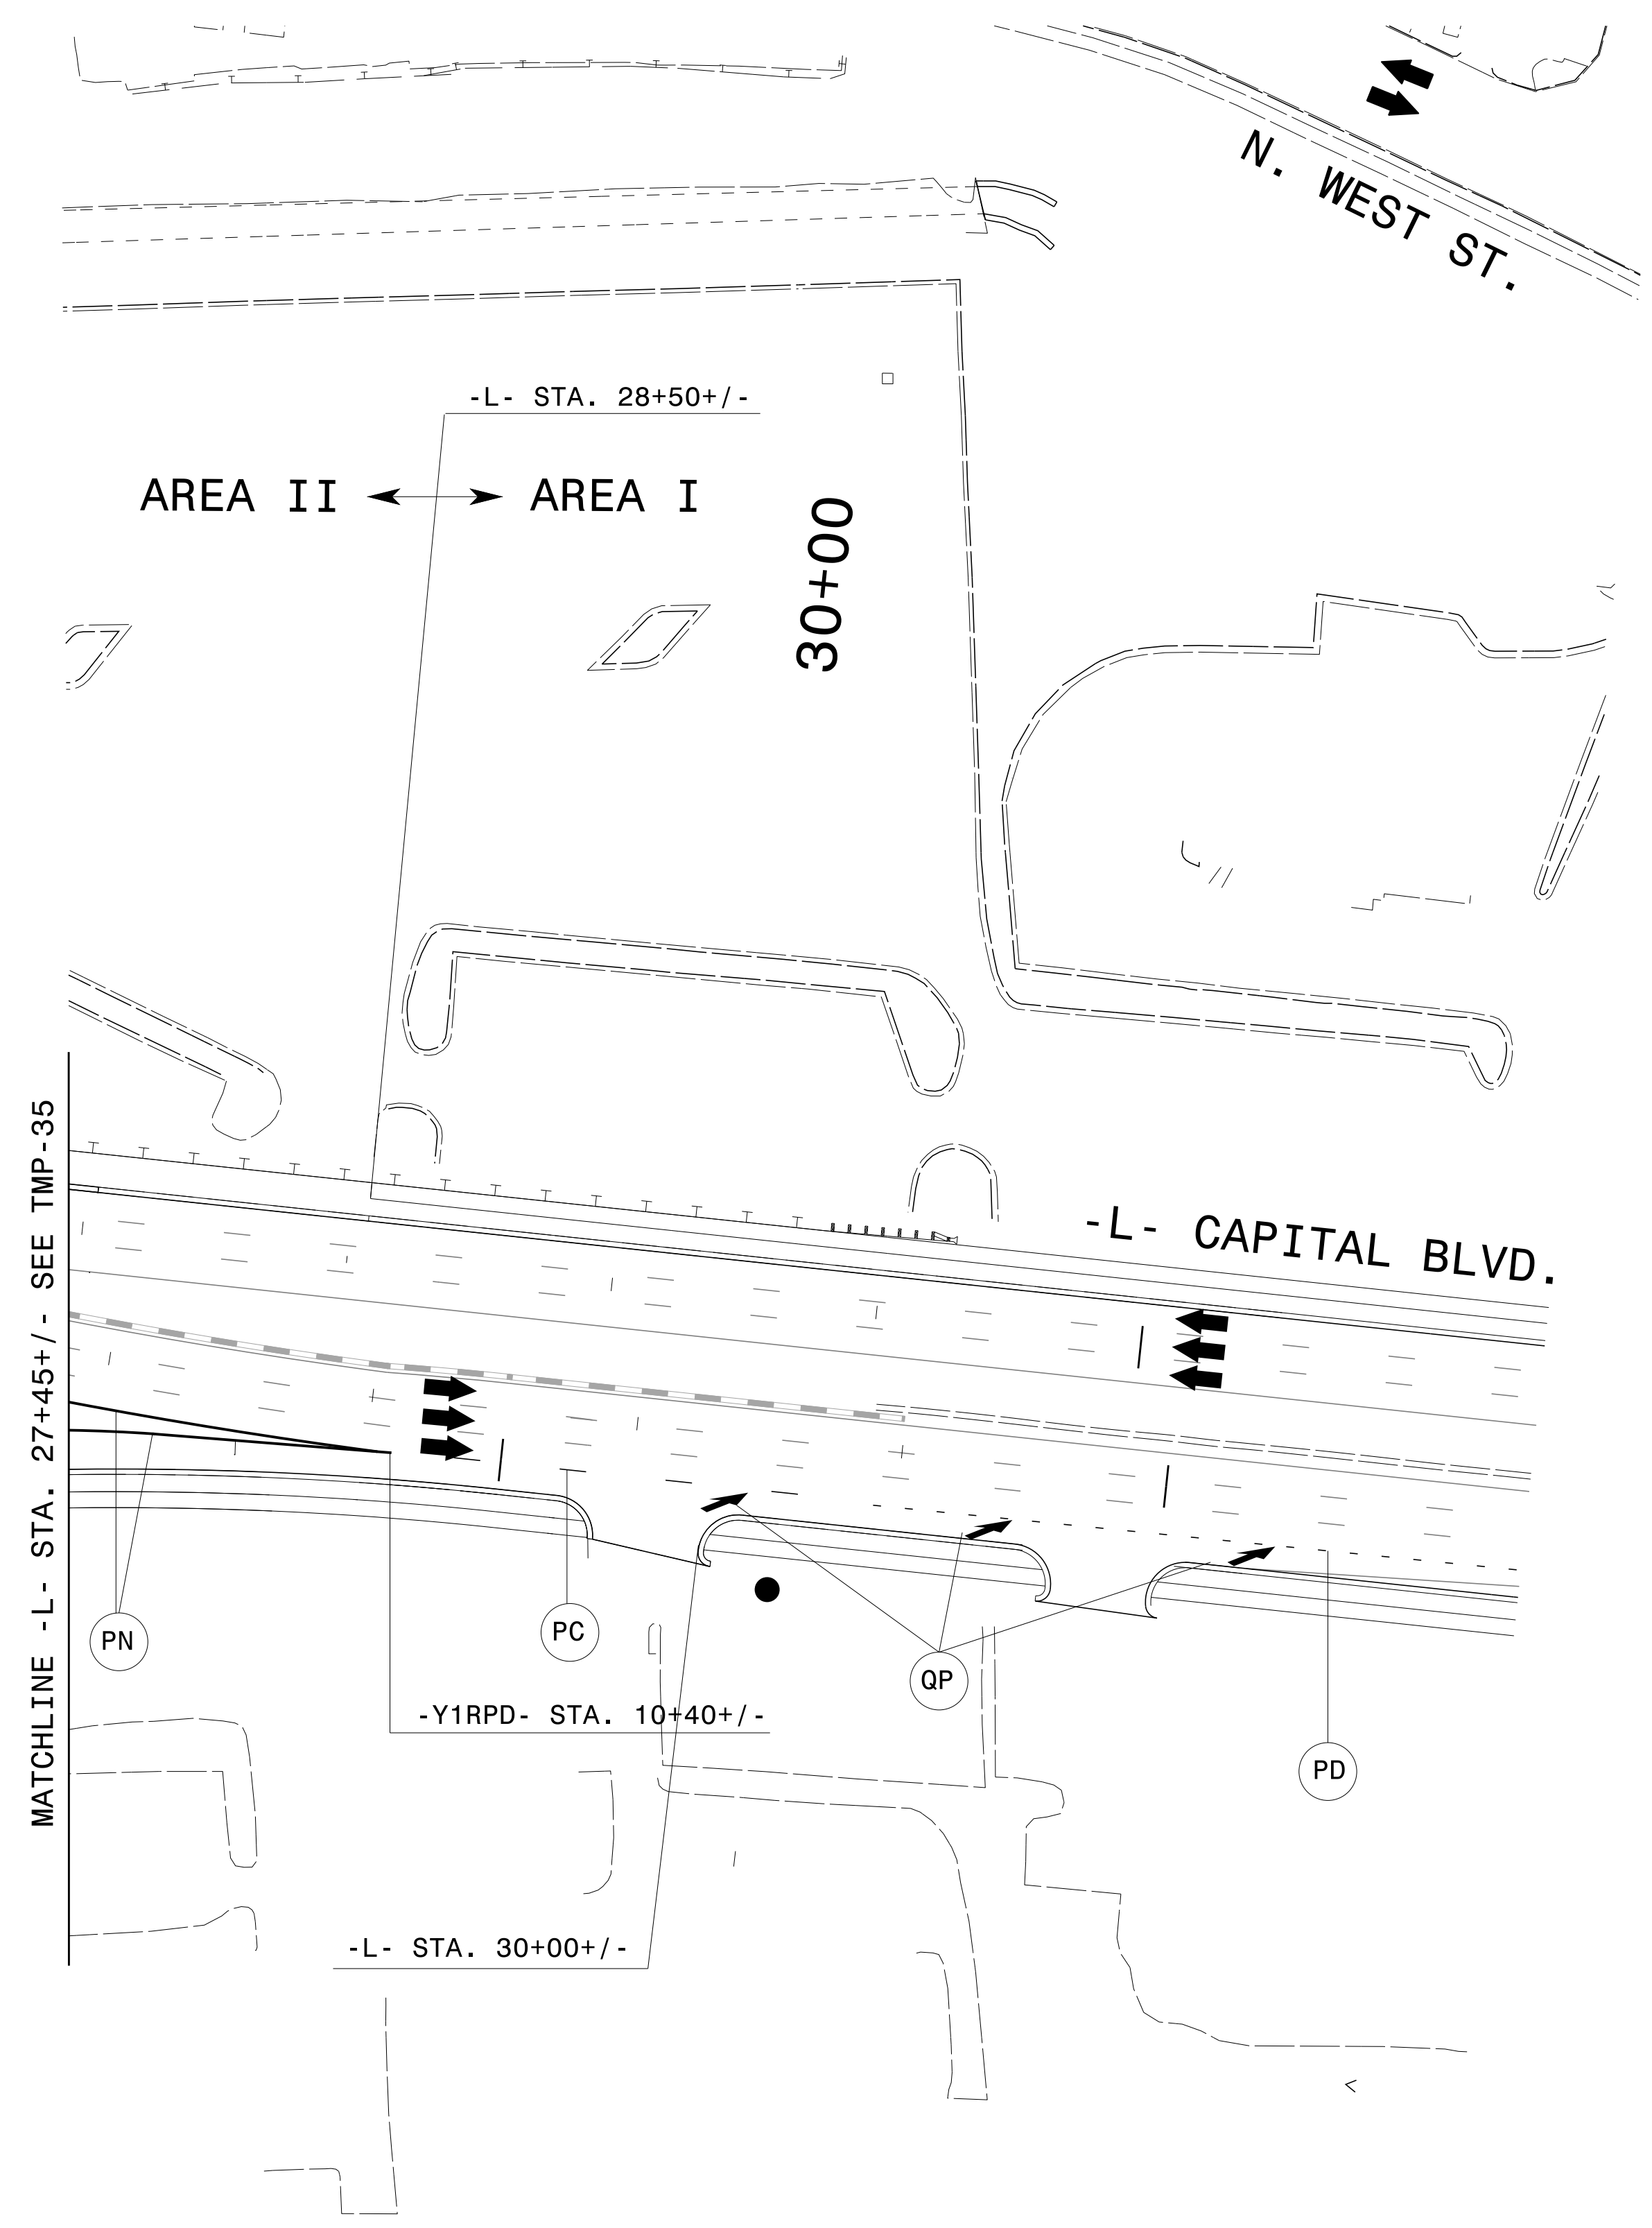 N. WEST ST.
-L- STA. 28+50+/-
AREA II
AREA I
30+00
-L- CAPITAL BLVD.
MATCHLINE -L- STA. 27+45+/- SEE TMP-35
PN
PC
QP
-Y1RPD- STA. 10+40+/-
PD
-L- STA. 30+00+/-